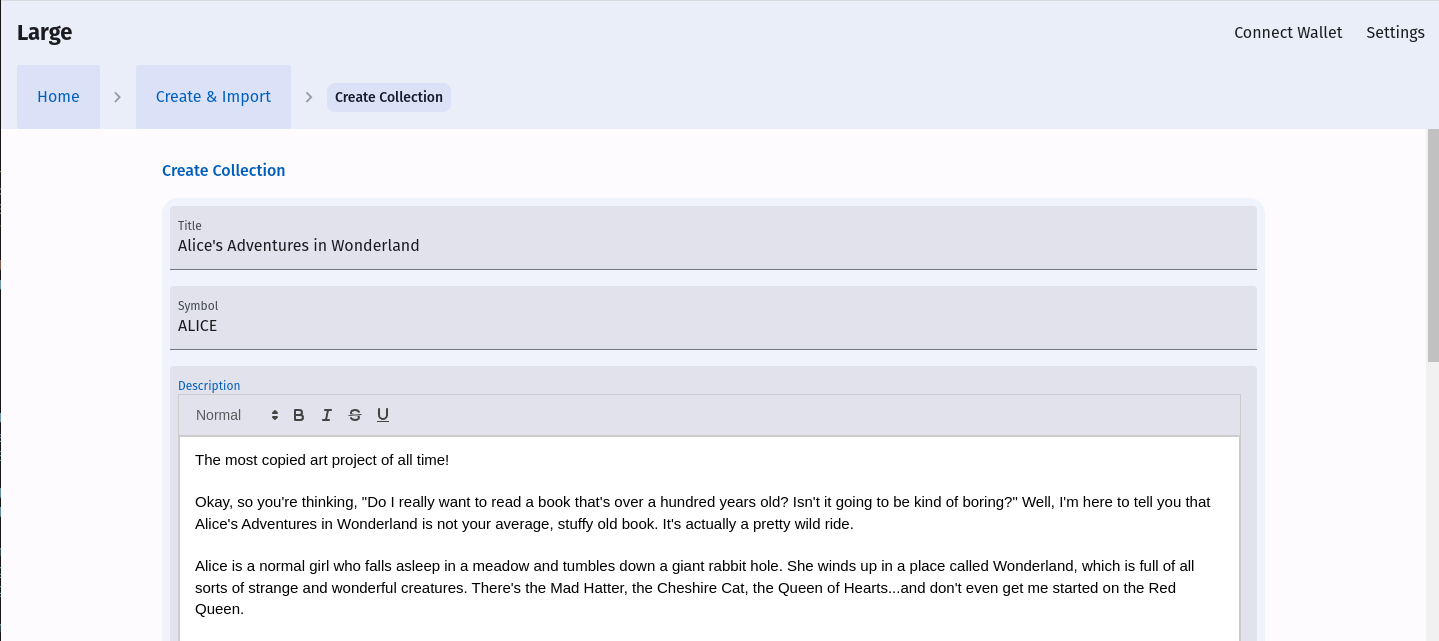 Large
Connect Wallet Settings
Home
Create & Import
Create Collection
Create Collection
Title
Alice's Adventures in Wonderland
Symbol
ALICE
Description
Normal B I S U
The most copied art project of all time!
Okay, so you're thinking, "Do I really want to read a book that's over a hundred years old? Isn't it going to be kind of boring?" Well, I'm here to tell you that
Alice's Adventures in Wonderland is not your average, stuffy old book. It's actually a pretty wild ride.
Alice is a normal girl who falls asleep in a meadow and tumbles down a giant rabbit hole. She winds up in a place called Wonderland, which is full of all
sorts of strange and wonderful creatures. There's the Mad Hatter, the Cheshire Cat, the Queen of Hearts...and don't even get me started on the Red
Queen.